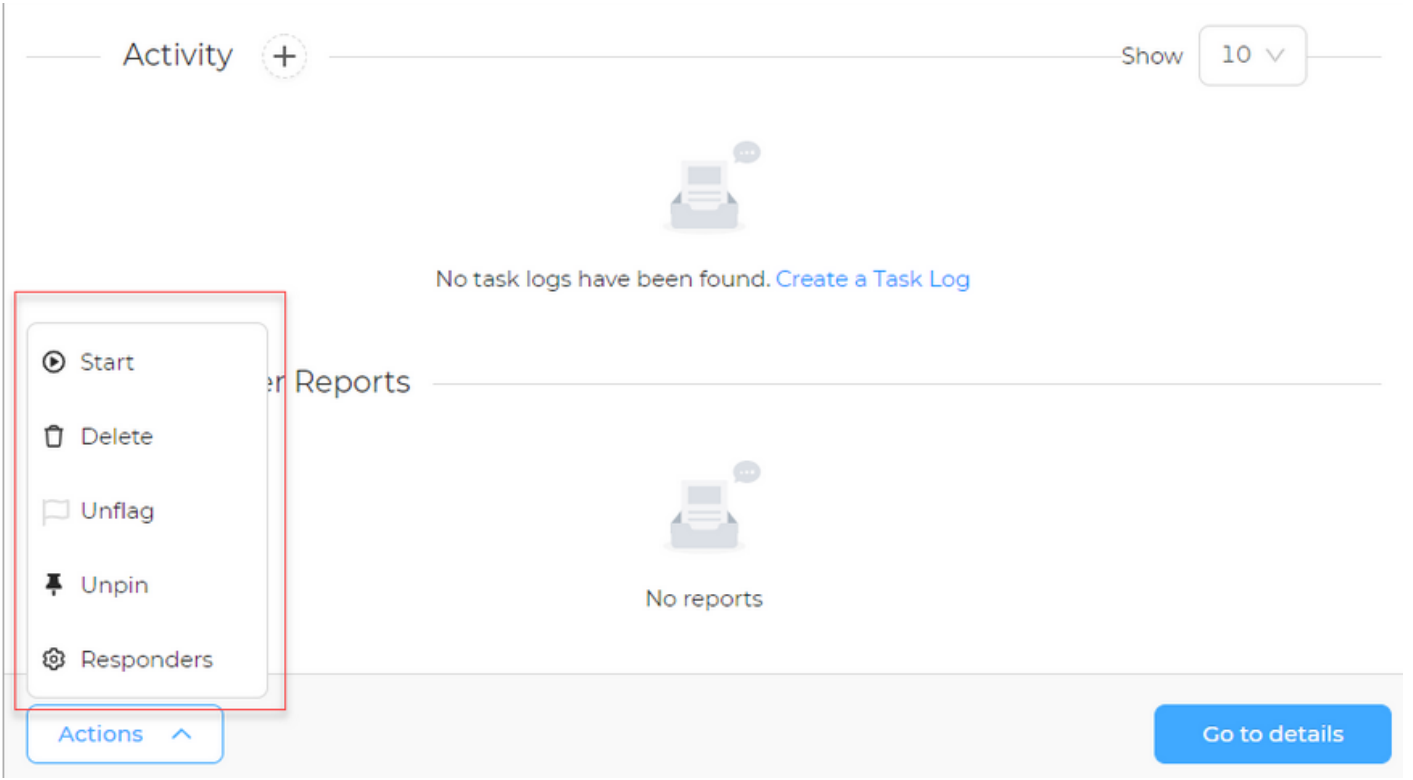 Activity
Show 10
No task logs have been found. Create a Task Log
Start
er Reports
Delete
Unflag
Unpin
No reports
Responders
Actions
Go to details